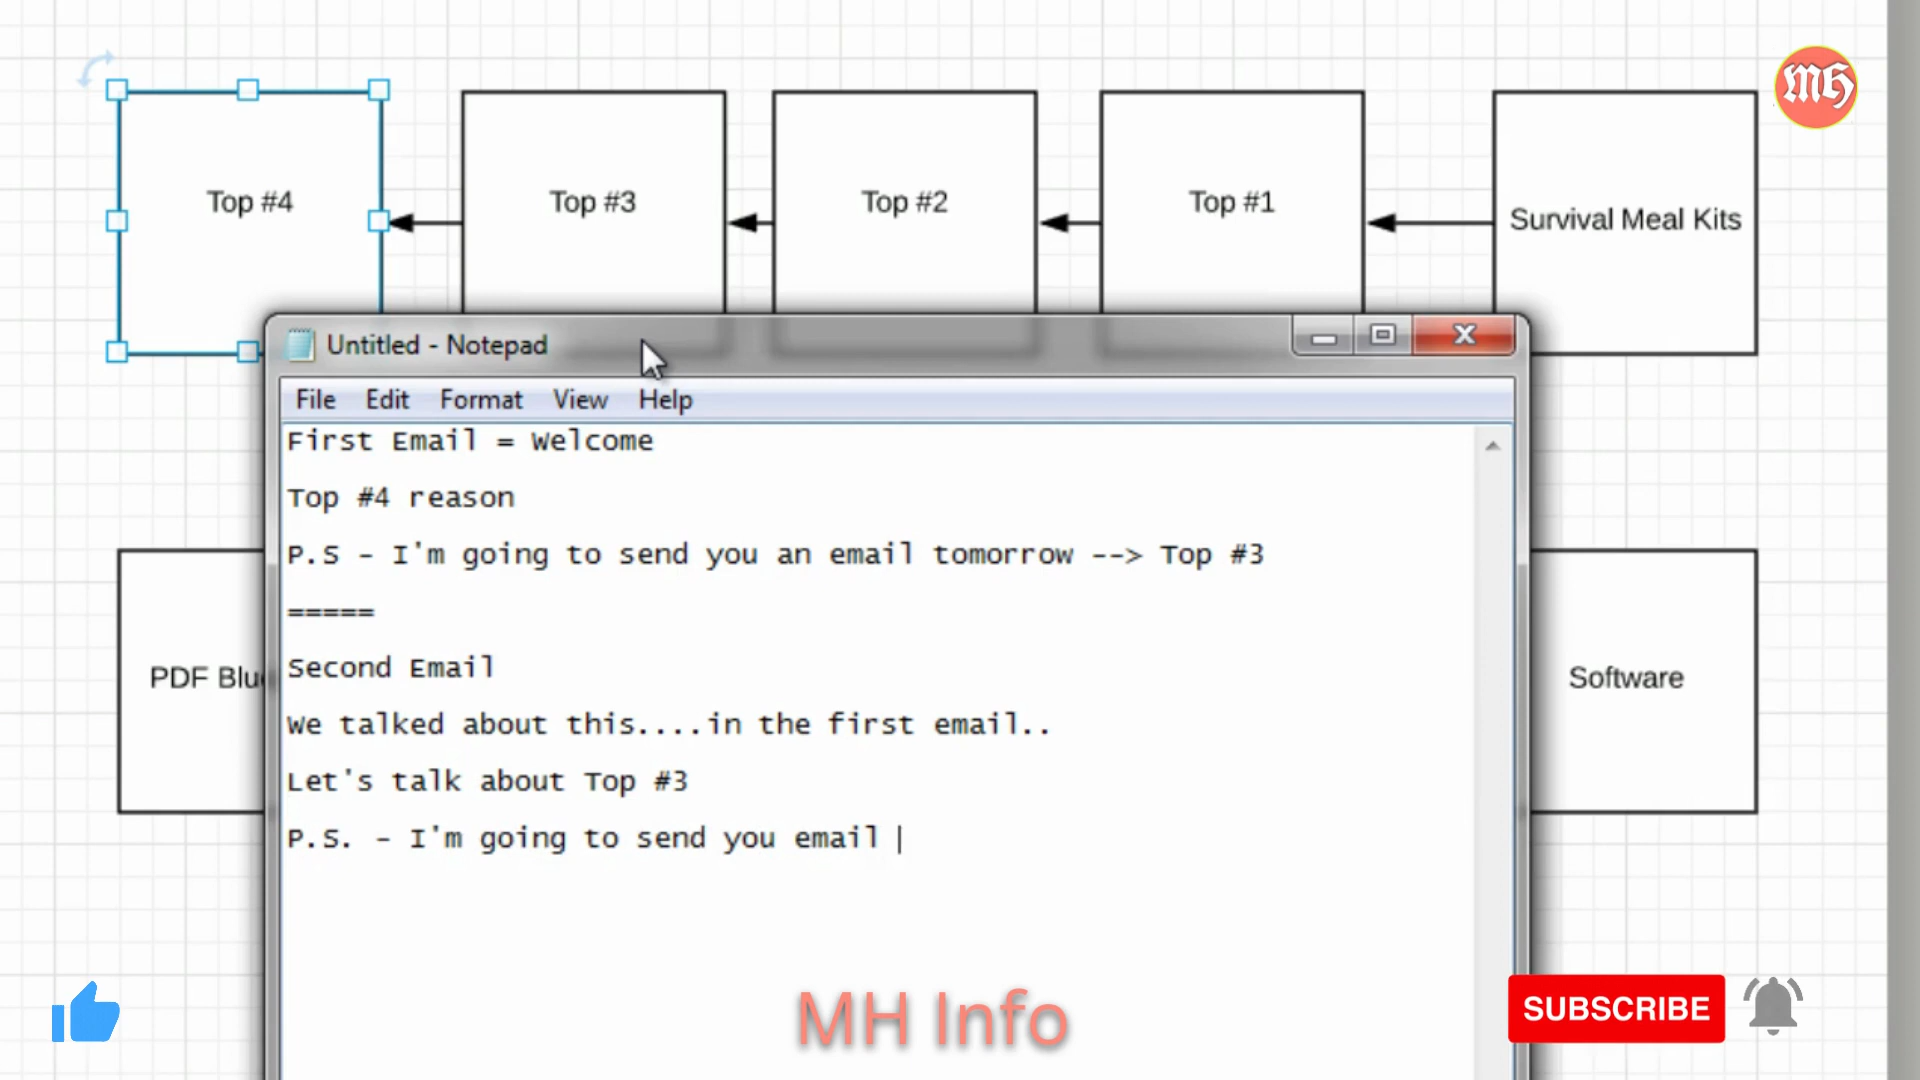 MH
Top #4
Top #3
Top #2
Top #1
Survival Meal Kits
Untitled - Notepad
File Edit Format View Help
First Email = Welcome
Top #4 reason
P.S - I'm going to send you an email tomorrow --> Top #3
=====
Second Email
We talked about this....in the first email..
Let's talk about Top #3
P.S. - I'm going to send you email
PDF
Software
MH Info
SUBSCRIBE